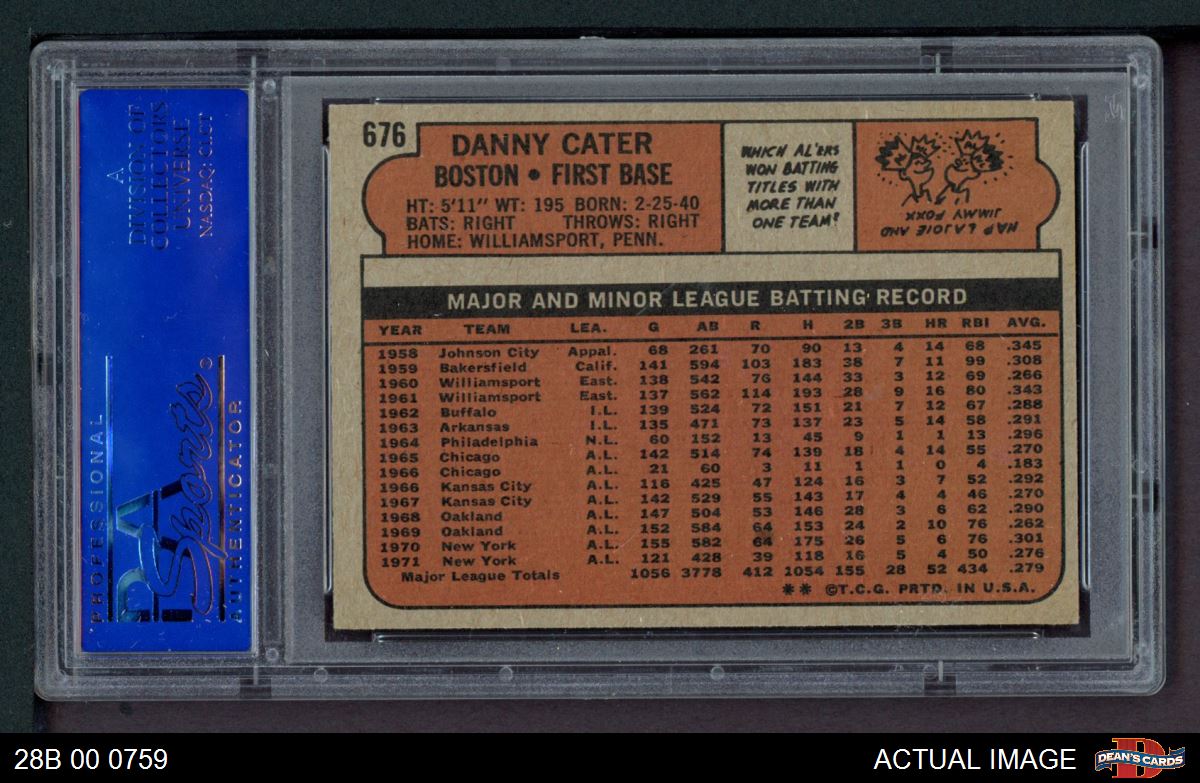 A
DIVISION OF
COLLECTORS
UNIVERSE
NASDAQ: CLCT
PROFESSIONAL
PSA
Sports
AUTHENTICATOR
676
DANNY CATER
BOSTON • FIRST BASE
HT: 5'11" WT: 195 BORN: 2-25-40
BATS: RIGHT THROWS: RIGHT
HOME: WILLIAMSPORT, PENN.
WHICH AL'ERS
WON BATTING
TITLES WITH
MORE THAN
ONE TEAM?
NAP LAJOIE AND
JIMMY FOXX
MAJOR AND MINOR LEAGUE BATTING RECORD
YEAR TEAM LEA. G AB R H 2B 3B HR RBI AVG.
1958 Johnson City Appal. 68 261 70 90 13 4 14 68 .345
1959 Bakersfield Calif. 141 594 103 183 38 7 11 99 .308
1960 Williamsport East. 138 542 76 144 33 3 12 69 .266
1961 Williamsport East. 137 562 114 193 28 9 16 80 .343
1962 Buffalo I.L. 139 524 72 151 21 7 12 67 .288
1963 Arkansas I.L. 135 471 73 137 23 5 14 58 .291
1964 Philadelphia N.L. 60 152 13 45 9 1 1 13 .296
1965 Chicago A.L. 142 514 74 139 18 4 14 55 .270
1966 Chicago A.L. 21 60 3 11 1 1 0 4 .183
1966 Kansas City A.L. 116 425 47 124 16 3 7 52 .292
1967 Kansas City A.L. 142 529 55 143 17 4 4 46 .270
1968 Oakland A.L. 147 504 53 146 28 3 6 62 .290
1969 Oakland A.L. 152 584 64 153 24 2 10 76 .262
1970 New York A.L. 155 582 64 175 26 5 6 76 .301
1971 New York A.L. 121 428 39 118 16 5 4 50 .276
Major League Totals 1056 3778 412 1054 155 28 52 434 .279
** ©T.C.G. PRTD. IN U.S.A.
28B 00 0759
ACTUAL IMAGE
DEAN'S CARDS